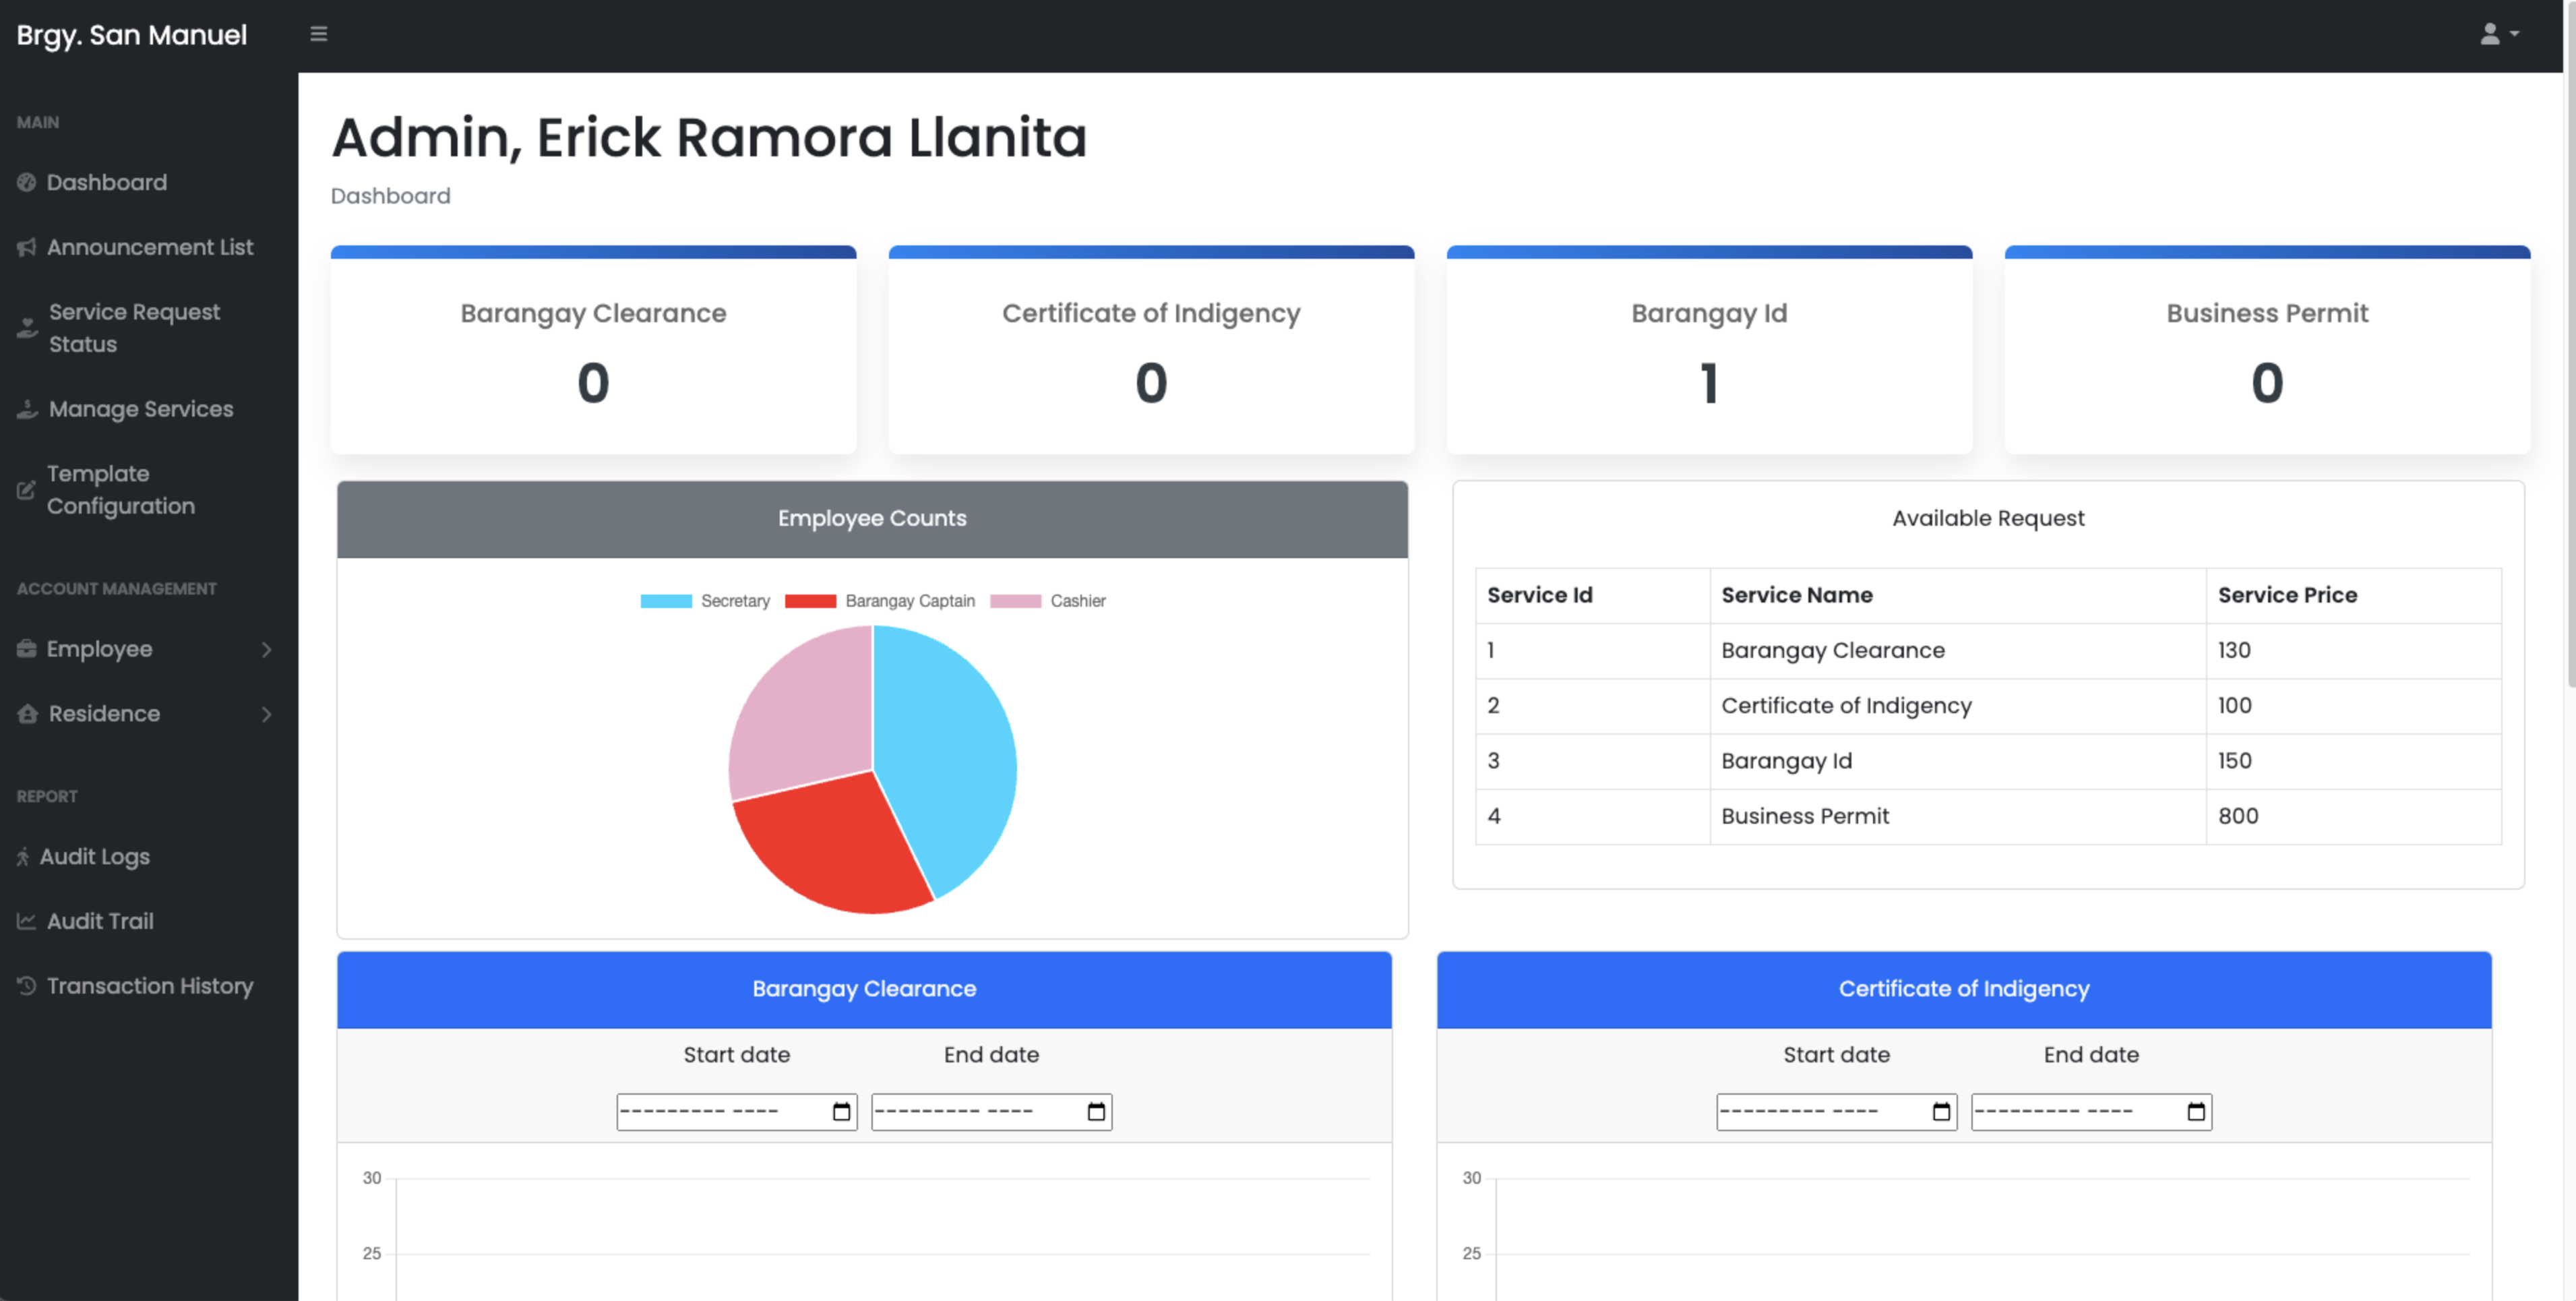 Brgy. San Manuel
MAIN
Dashboard
Announcement List
Service Request
Status
Manage Services
Template
Configuration
ACCOUNT MANAGEMENT
Employee
Residence
REPORT
Audit Logs
Audit Trail
Transaction History
Admin, Erick Ramora Llanita
Dashboard
Barangay Clearance
0
Certificate of Indigency
0
Barangay Id
1
Business Permit
0
Employee Counts
Secretary Barangay Captain Cashier
Available Request
Service Id Service Name Service Price
1 Barangay Clearance 130
2 Certificate of Indigency 100
3 Barangay Id 150
4 Business Permit 800
Barangay Clearance
Start date End date
--------- ---- --------- ----
30
25
Certificate of Indigency
Start date End date
--------- ---- --------- ----
30
25